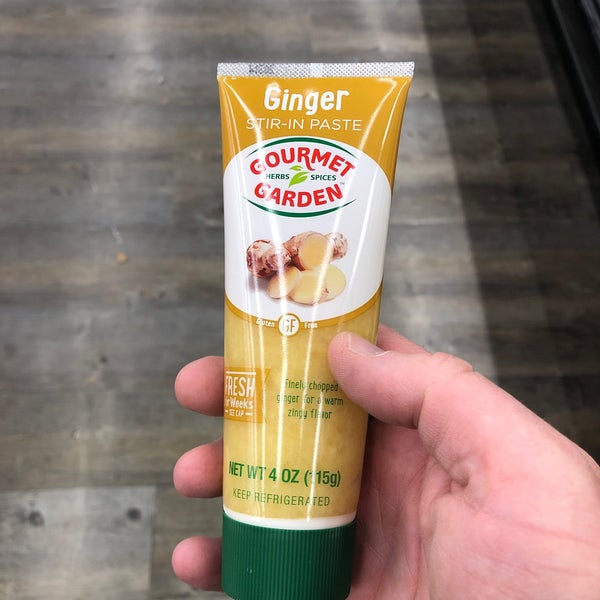 Ginger
STIR-IN PASTE
GOURMET
HERBS SPICES
GARDEN
Gluten GF Free
FRESH
for Weeks
SEE CAP
Finely chopped
ginger for a warm
zingy flavor
NET WT 4 OZ (115g)
KEEP REFRIGERATED